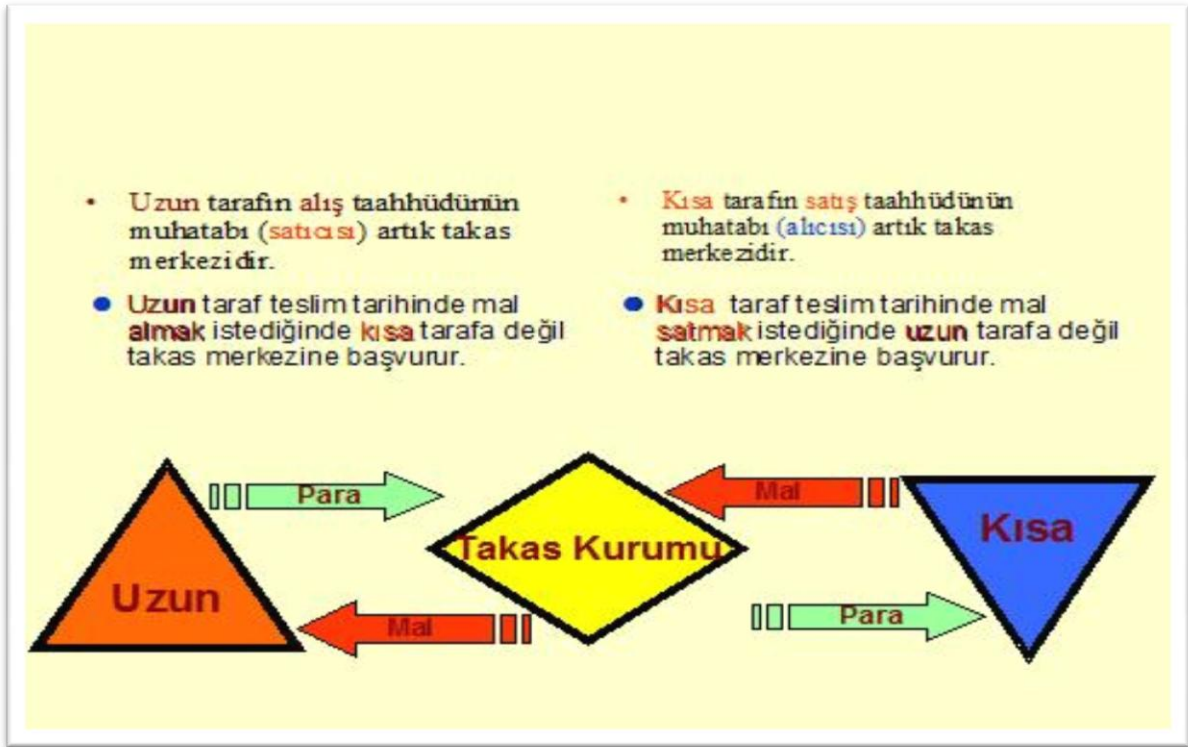 • Uzun tarafın alış taahhüdünün
muhatabı (satıcısı) artık takas
merkezidir.
● Uzun taraf teslim tarihinde mal
almak istediğinde kısa tarafa değil
takas merkezine başvurur.
• Kısa tarafın satış taahhüdünün
muhatabı (alıcısı) artık takas
merkezidir.
● Kısa taraf teslim tarihinde mal
satmak istediğinde uzun tarafa değil
takas merkezine başvurur.
Para
Mal
Uzun
Takas Kurumu
Kısa
Mal
Para